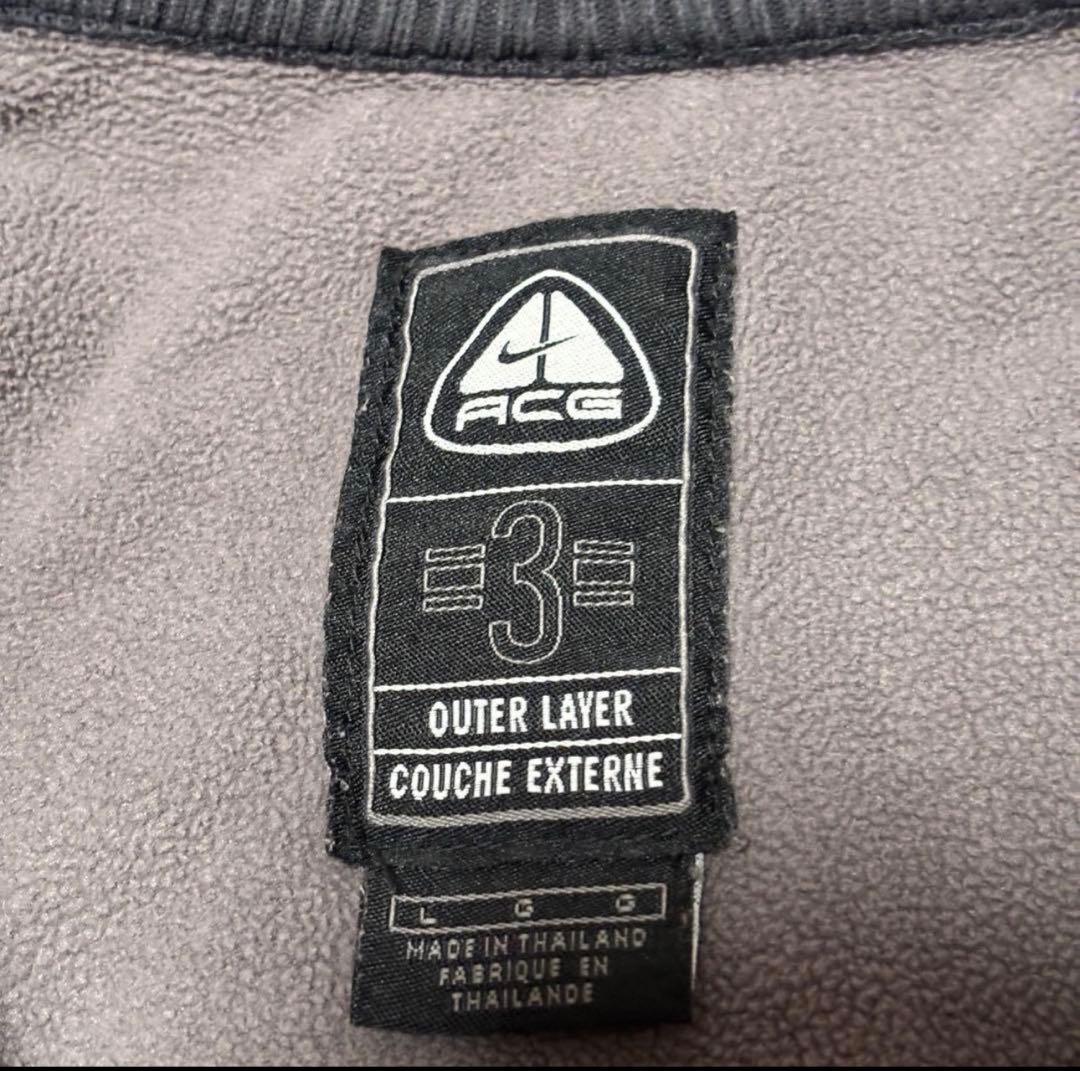 ACG
3
OUTER LAYER
COUCHE EXTERNE
L G G
MADE IN THAILAND
FABRIQUE EN
THAILANDE